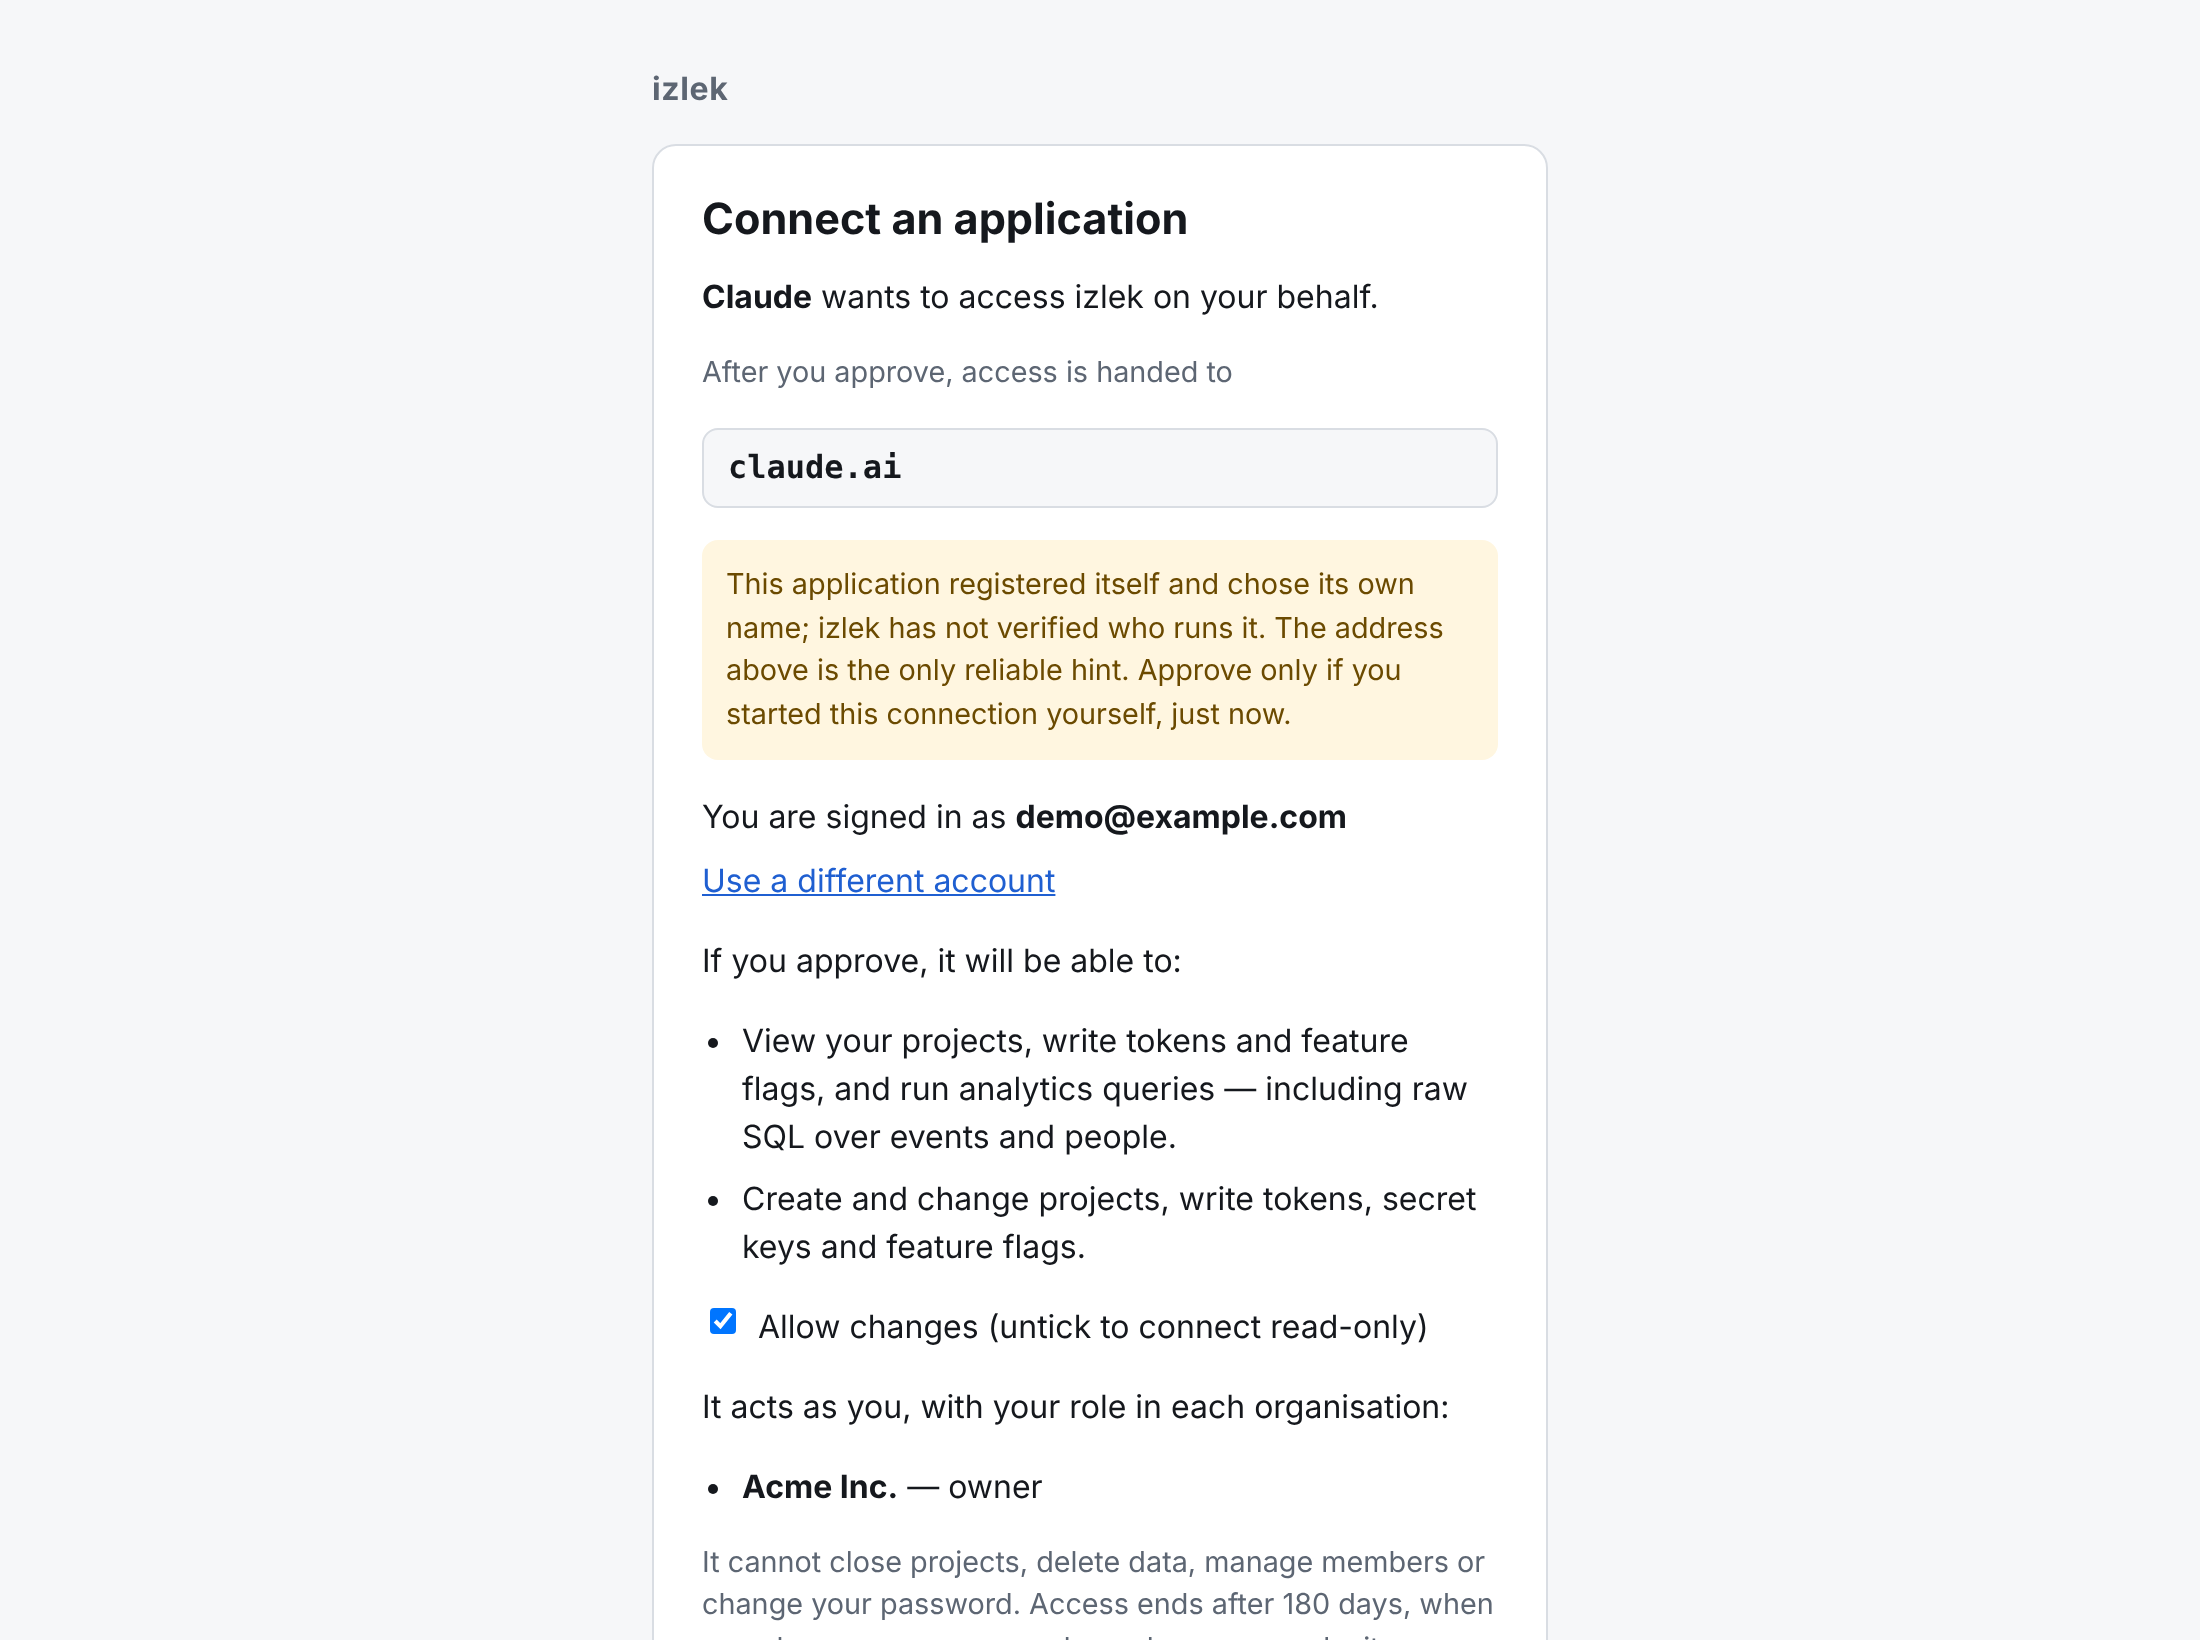 izlek
Connect an application
Claude wants to access izlek on your behalf.
After you approve, access is handed to
claude.ai
This application registered itself and chose its own
name; izlek has not verified who runs it. The address
above is the only reliable hint. Approve only if you
started this connection yourself, just now.
You are signed in as demo@example.com
Use a different account
If you approve, it will be able to:
• View your projects, write tokens and feature
flags, and run analytics queries — including raw
SQL over events and people.
• Create and change projects, write tokens, secret
keys and feature flags.
Allow changes (untick to connect read-only)
It acts as you, with your role in each organisation:
• Acme Inc. — owner
It cannot close projects, delete data, manage members or
change your password. Access ends after 180 days, when